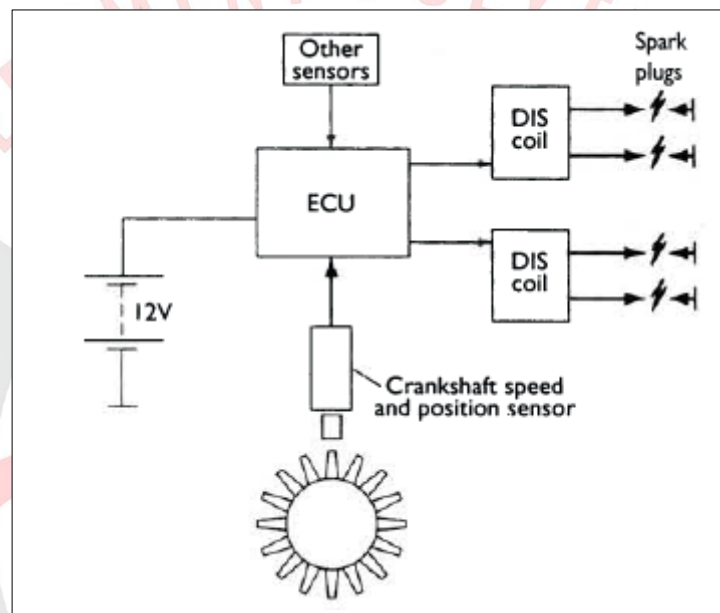 Other
sensors
Spark
plugs
DIS
coil
ECU
DIS
coil
12V
Crankshaft speed
and position sensor